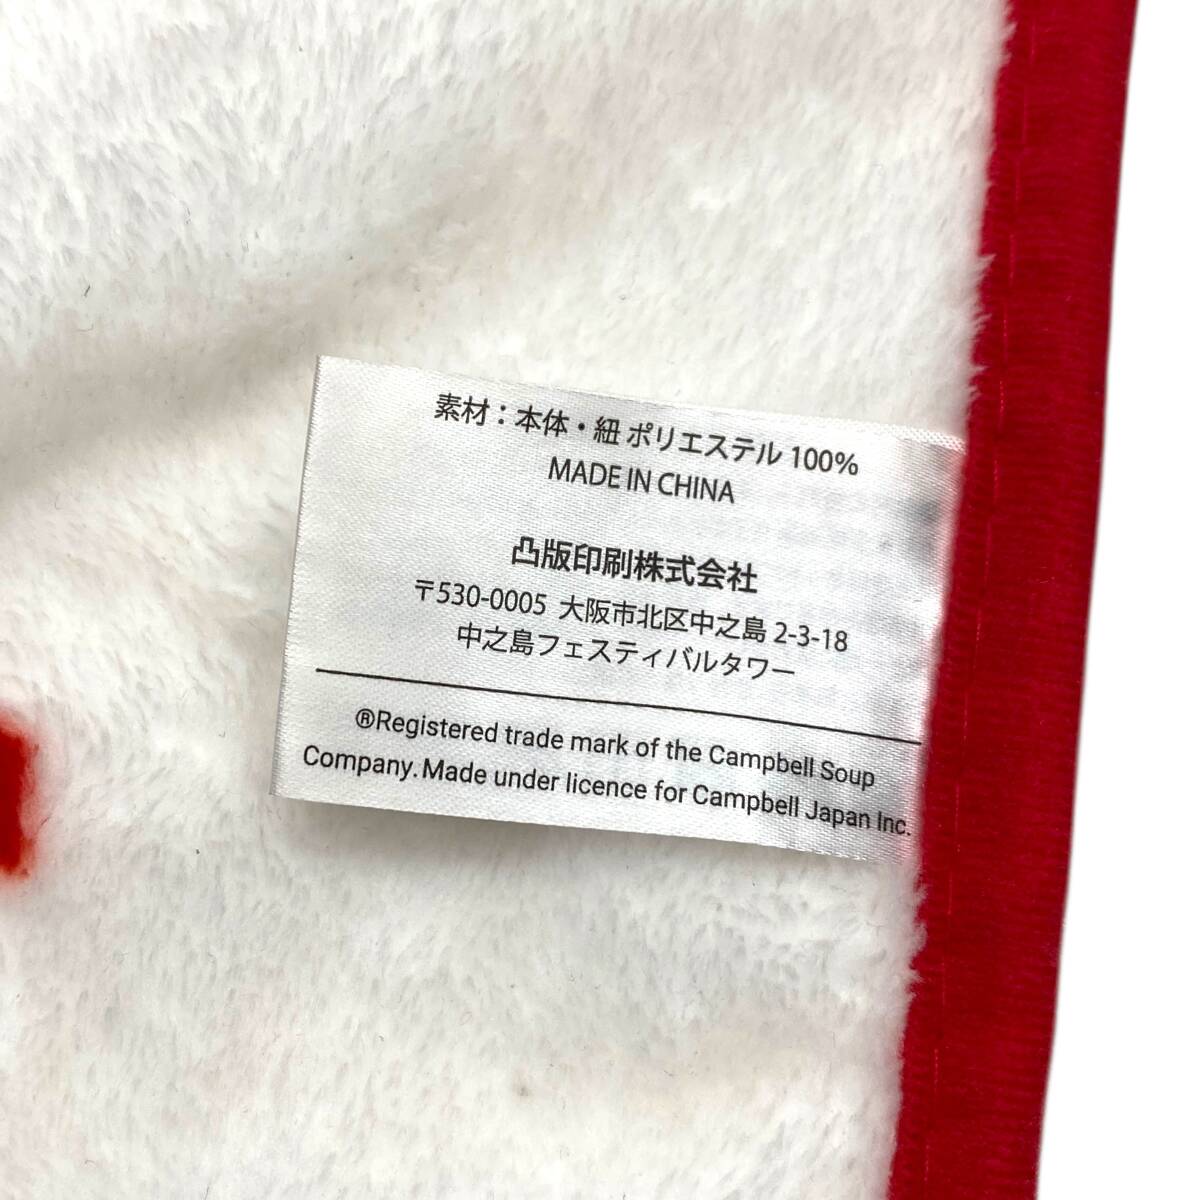 素材：本体・紐 ポリエステル 100%
MADE IN CHINA
凸版印刷株式会社
〒530-0005 大阪市北区中之島 2-3-18
中之島フェスティバルタワー
®Registered trade mark of the Campbell Soup
Company. Made under licence for Campbell Japan Inc.